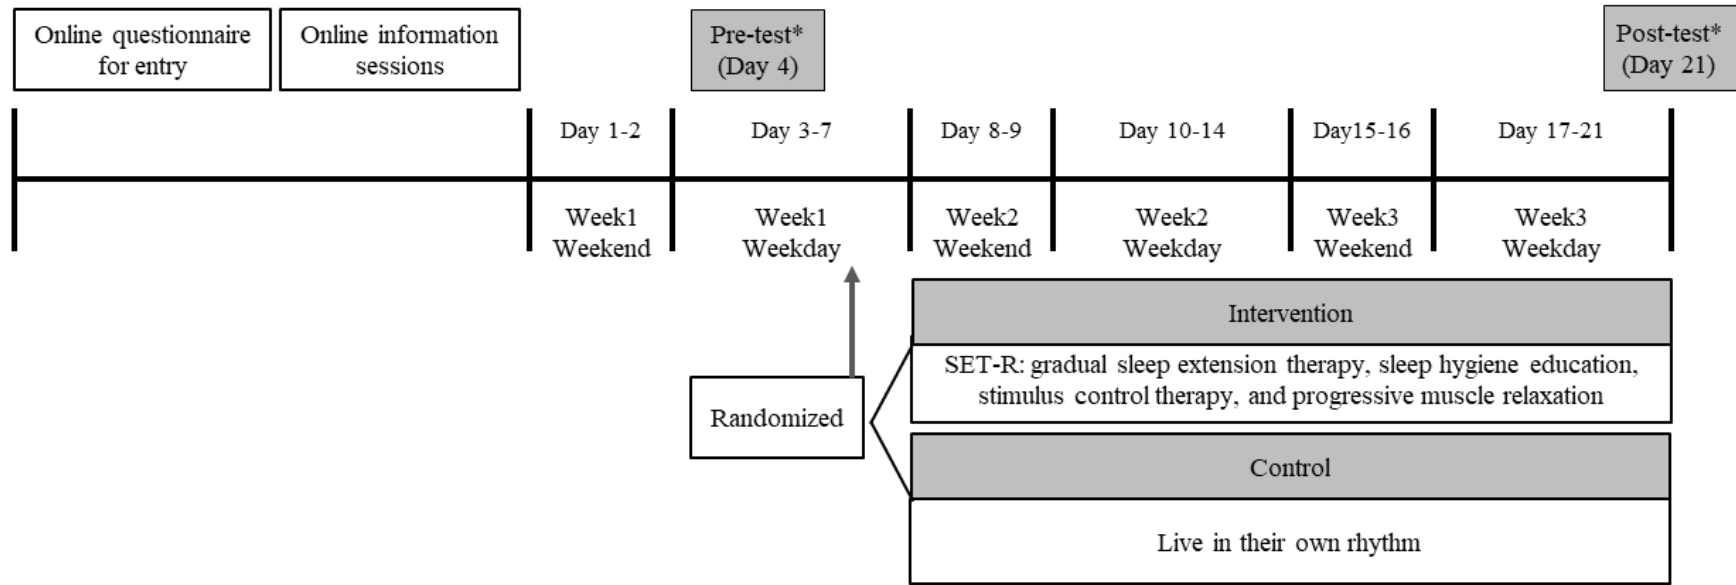 Online questionnaire
for entry
Online information
sessions
Pre-test*
(Day 4)
Post-test*
(Day 21)
Day 1-2
Day 3-7
Day 8-9
Day 10-14
Day15-16
Day 17-21
Week1
Weekend
Week1
Weekday
Week2
Weekend
Week2
Weekday
Week3
Weekend
Week3
Weekday
Randomized
Intervention
SET-R: gradual sleep extension therapy, sleep hygiene education,
stimulus control therapy, and progressive muscle relaxation
Control
Live in their own rhythm